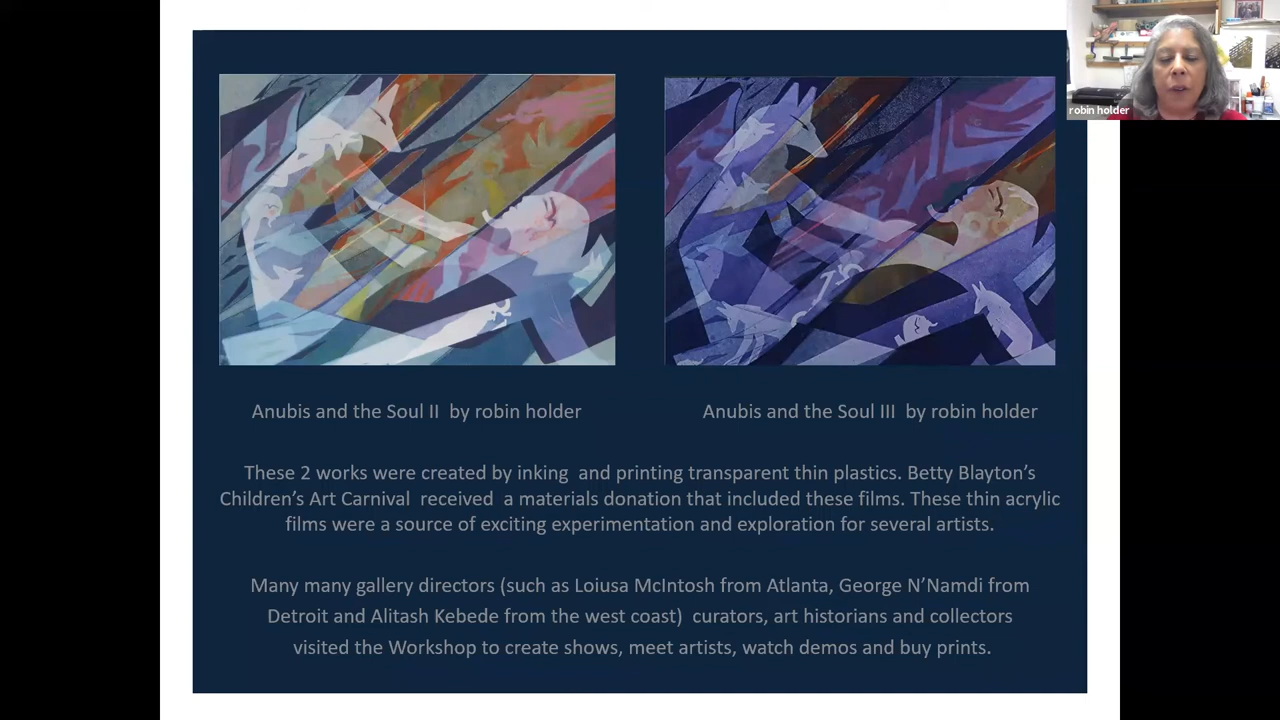 robin holder
Anubis and the Soul II by robin holder
Anubis and the Soul III by robin holder
These 2 works were created by inking and printing transparent thin plastics. Betty Blayton's
Children's Art Carnival received a materials donation that included these films. These thin acrylic
films were a source of exciting experimentation and exploration for several artists.
Many many gallery directors (such as Loiusa McIntosh from Atlanta, George N'Namdi from
Detroit and Alitash Kebede from the west coast) curators, art historians and collectors
visited the Workshop to create shows, meet artists, watch demos and buy prints.